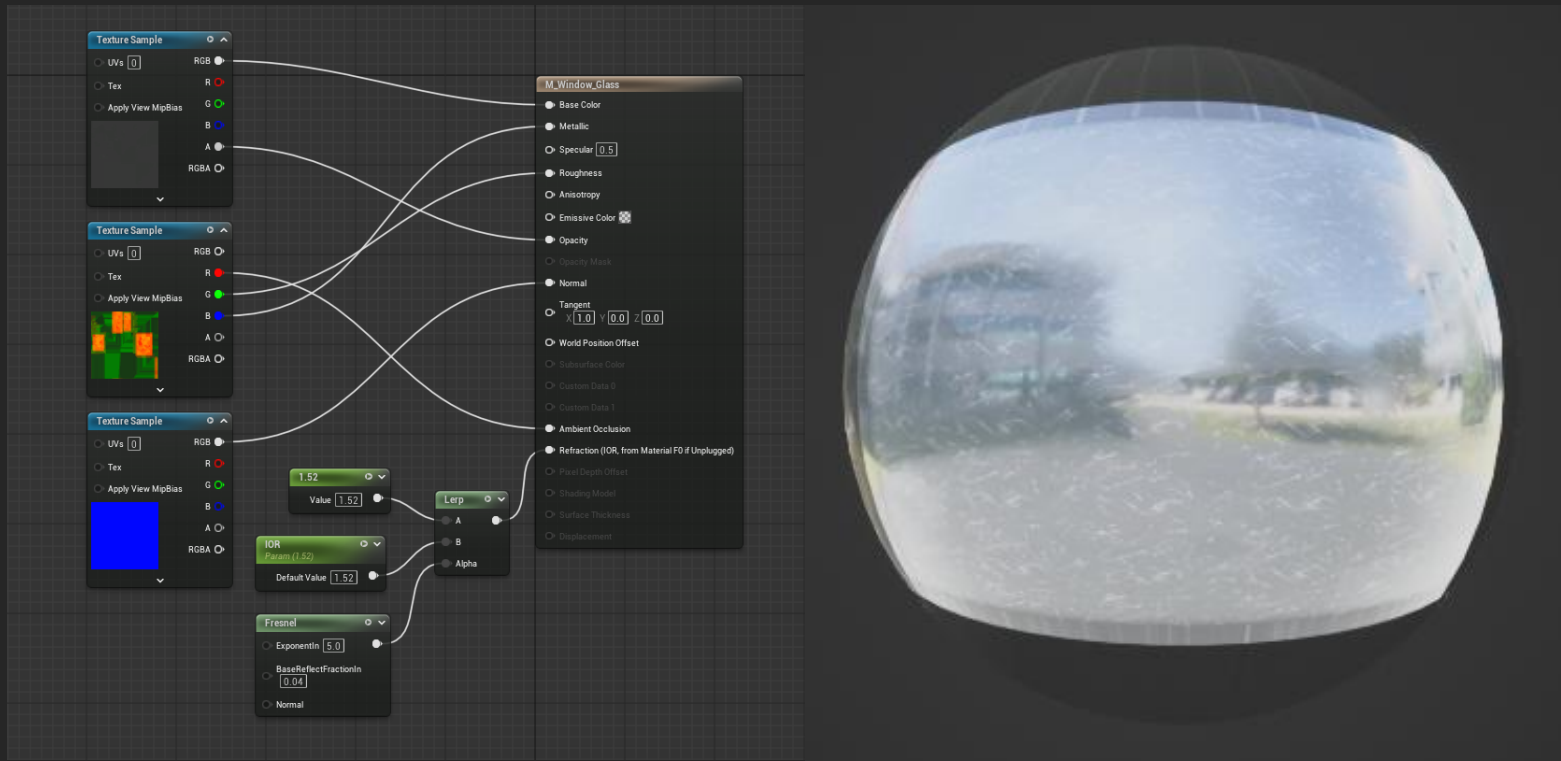 Texture Sample
UVs 0 RGB
Tex R
Apply View MipBias G
B
A
RGBA
Texture Sample
UVs 0 RGB
Tex R
Apply View MipBias G
B
A
RGBA
Texture Sample
UVs 0 RGB
Tex R
Apply View MipBias G
B
A
RGBA
1.52
Value 1.52
IOR
Param (1.52)
Default Value 1.52
Fresnel
ExponentIn 5.0
BaseReflectFractionIn
0.04
Normal
Lerp
A
B
Alpha
M_Window_Glass
Base Color
Metallic
Specular 0.5
Roughness
Anisotropy
Emissive Color
Opacity
Opacity Mask
Normal
Tangent
X 1.0 Y 0.0 Z 0.0
World Position Offset
Subsurface Color
Custom Data 0
Custom Data 1
Ambient Occlusion
Refraction (IOR, from Material F0 if Unplugged)
Pixel Depth Offset
Shading Model
Surface Thickness
Displacement